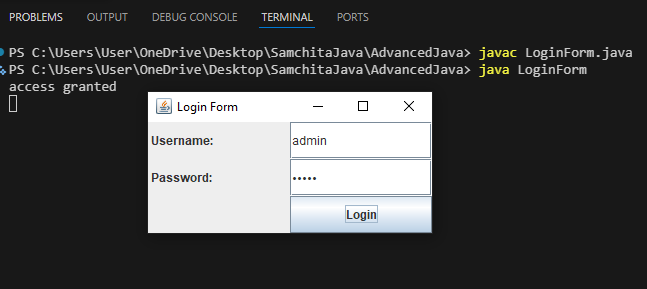 PROBLEMS OUTPUT DEBUG CONSOLE TERMINAL PORTS
PS C:\Users\User\OneDrive\Desktop\SamchitaJava\AdvancedJava> javac LoginForm.java
PS C:\Users\User\OneDrive\Desktop\SamchitaJava\AdvancedJava> java LoginForm
access granted
Login Form
Username: admin
Password: •••••
Login